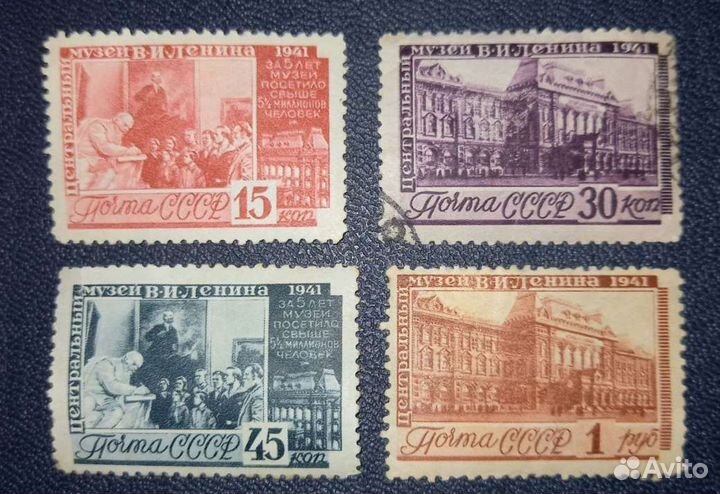 ЦЕНТРАЛЬНЫЙ
МУЗЕЙ В·И·ЛЕНИНА 1941
ЗА 5 ЛЕТ
МУЗЕЙ
ПОСЕТИЛО
СВЫШЕ
5½ МИЛЛИОНОВ
ЧЕЛОВЕК
Почта СССР 15 коп
ЦЕНТРАЛЬНЫЙ
МУЗЕЙ В·И·ЛЕНИНА 1941
Почта СССР 30 коп
ЦЕНТРАЛЬНЫЙ
МУЗЕЙ В·И·ЛЕНИНА 1941
ЗА 5 ЛЕТ
МУЗЕЙ
ПОСЕТИЛО
СВЫШЕ
5½ МИЛЛИОНОВ
ЧЕЛОВЕК
Почта СССР 45 коп
ЦЕНТРАЛЬНЫЙ
МУЗЕЙ В·И·ЛЕНИНА 1941
Почта СССР 1 руб
Avito